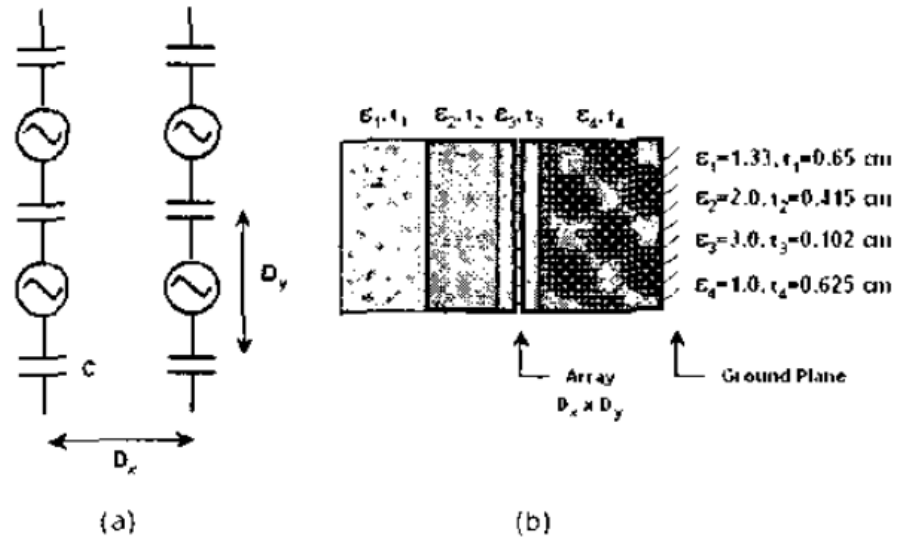 C
D_y
D_x
(a)
ε₁,t₁ ε₂,t₂ ε₃,t₃ ε₄,t₄
ε₁=1.33, t₁=0.65 cm
ε₂=2.0, t₂=0.415 cm
ε₃=3.0, t₃=0.102 cm
ε₄=1.0, t₄=0.625 cm
Array
D_x x D_y
Ground Plane
(b)